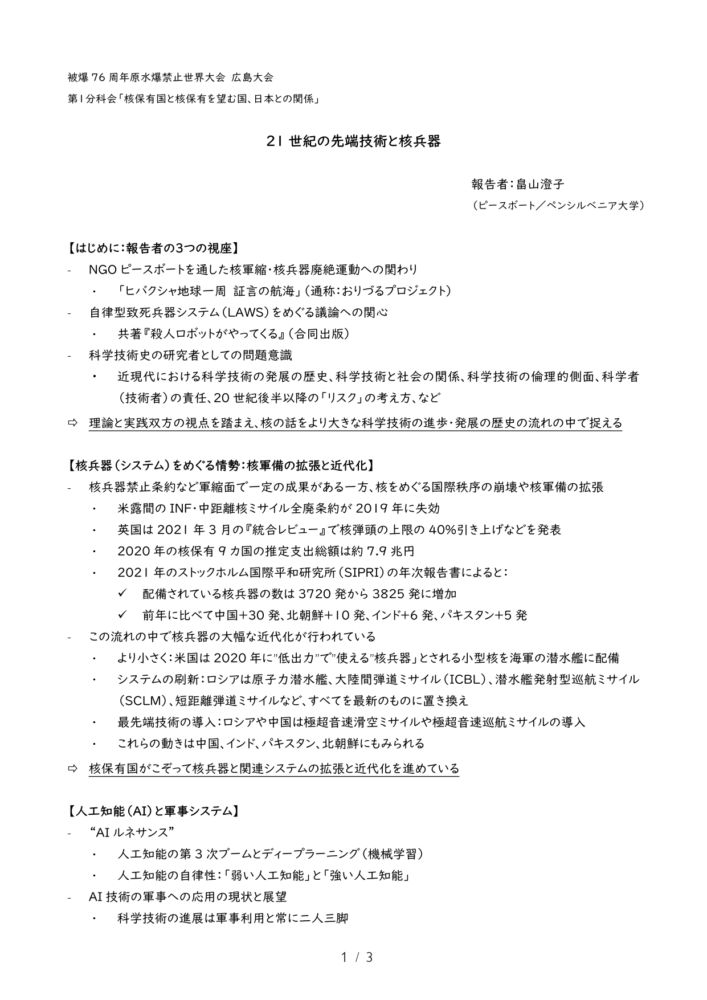 被爆 76 周年原水爆禁止世界大会 広島大会
第1分科会「核保有国と核保有を望む国、日本との関係」
21 世紀の先端技術と核兵器
報告者：畠山澄子
（ピースボート／ペンシルベニア大学）
【はじめに：報告者の3つの視座】
- NGO ピースボートを通した核軍縮・核兵器廃絶運動への関わり
・ 「ヒバクシャ地球一周 証言の航海」（通称：おりづるプロジェクト）
- 自律型致死兵器システム（LAWS）をめぐる議論への関心
・ 共著『殺人ロボットがやってくる』（合同出版）
- 科学技術史の研究者としての問題意識
・ 近現代における科学技術の発展の歴史、科学技術と社会の関係、科学技術の倫理的側面、科学者
（技術者）の責任、20 世紀後半以降の「リスク」の考え方、など
⇨ 理論と実践双方の視点を踏まえ、核の話をより大きな科学技術の進歩・発展の歴史の流れの中で捉える
【核兵器（システム）をめぐる情勢：核軍備の拡張と近代化】
- 核兵器禁止条約など軍縮面で一定の成果がある一方、核をめぐる国際秩序の崩壊や核軍備の拡張
・ 米露間の INF・中距離核ミサイル全廃条約が 2019 年に失効
・ 英国は 2021 年 3 月の『統合レビュー』で核弾頭の上限の 40%引き上げなどを発表
・ 2020 年の核保有 9 カ国の推定支出総額は約 7.9 兆円
・ 2021 年のストックホルム国際平和研究所（SIPRI）の年次報告書によると：
✓ 配備されている核兵器の数は 3720 発から 3825 発に増加
✓ 前年に比べて中国+30 発、北朝鮮+10 発、インド+6 発、パキスタン+5 発
- この流れの中で核兵器の大幅な近代化が行われている
・ より小さく：米国は 2020 年に”低出力”で”使える”核兵器」とされる小型核を海軍の潜水艦に配備
・ システムの刷新：ロシアは原子力潜水艦、大陸間弾道ミサイル（ICBL）、潜水艦発射型巡航ミサイル
（SCLM）、短距離弾道ミサイルなど、すべてを最新のものに置き換え
・ 最先端技術の導入：ロシアや中国は極超音速滑空ミサイルや極超音速巡航ミサイルの導入
・ これらの動きは中国、インド、パキスタン、北朝鮮にもみられる
⇨ 核保有国がこぞって核兵器と関連システムの拡張と近代化を進めている
【人工知能（AI）と軍事システム】
- “AI ルネサンス”
・ 人工知能の第 3 次ブームとディープラーニング（機械学習）
・ 人工知能の自律性：「弱い人工知能」と「強い人工知能」
- AI 技術の軍事への応用の現状と展望
・ 科学技術の進展は軍事利用と常に二人三脚
1 / 3